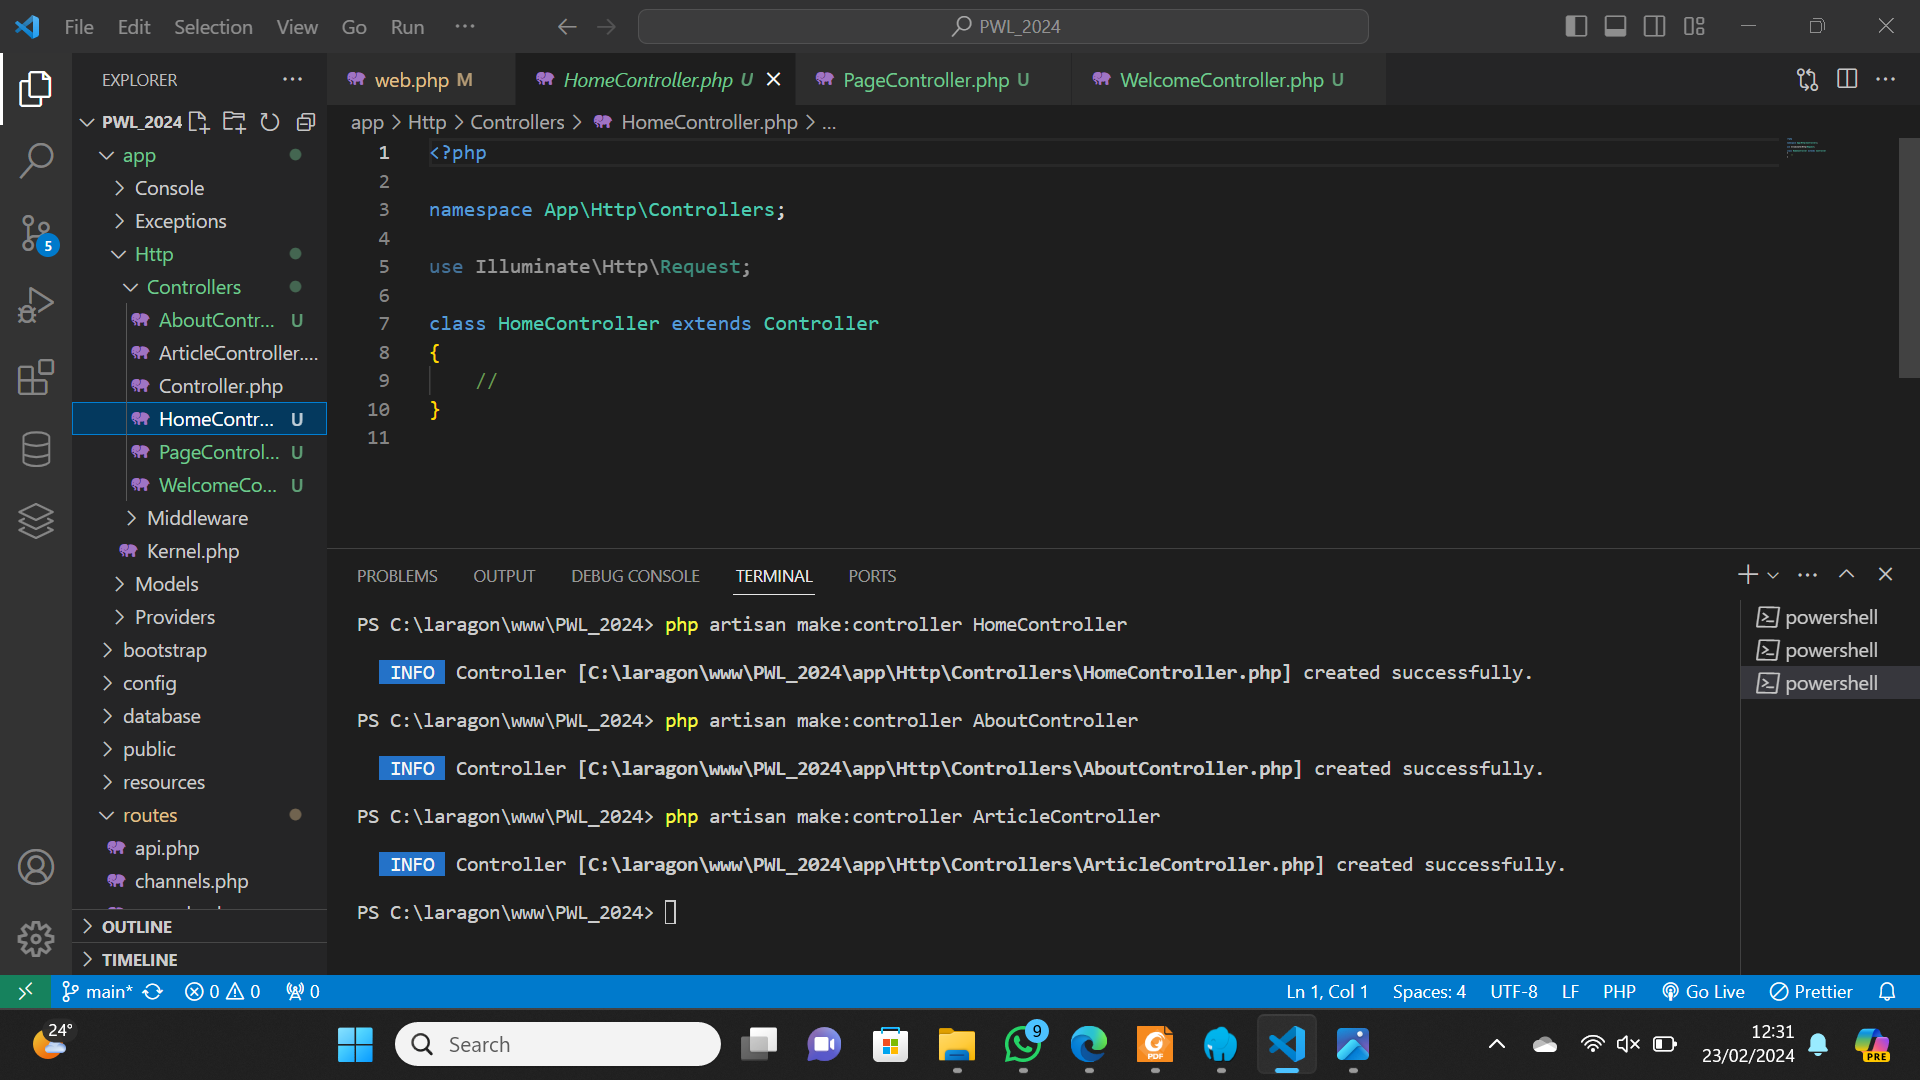 File Edit Selection View Go Run ···
PWL_2024
EXPLORER
web.php M
HomeController.php U
PageController.php U
WelcomeController.php U
PWL_2024
app > Http > Controllers > HomeController.php > ...
app
Console
Exceptions
Http
Controllers
AboutContr... U
ArticleController....
Controller.php
HomeContr... U
PageControl... U
WelcomeCo... U
Middleware
Kernel.php
Models
Providers
bootstrap
config
database
public
resources
routes
api.php
channels.php
OUTLINE
TIMELINE
5
1 <?php
2
3 namespace App\Http\Controllers;
4
5 use Illuminate\Http\Request;
6
7 class HomeController extends Controller
8 {
9 //
10 }
11
PROBLEMS OUTPUT DEBUG CONSOLE TERMINAL PORTS
PS C:\laragon\www\PWL_2024> php artisan make:controller HomeController
INFO Controller [C:\laragon\www\PWL_2024\app\Http\Controllers\HomeController.php] created successfully.
PS C:\laragon\www\PWL_2024> php artisan make:controller AboutController
INFO Controller [C:\laragon\www\PWL_2024\app\Http\Controllers\AboutController.php] created successfully.
PS C:\laragon\www\PWL_2024> php artisan make:controller ArticleController
INFO Controller [C:\laragon\www\PWL_2024\app\Http\Controllers\ArticleController.php] created successfully.
PS C:\laragon\www\PWL_2024>
powershell
powershell
powershell
main* 0 0 0
Ln 1, Col 1 Spaces: 4 UTF-8 LF PHP Go Live Prettier
24°
Search
9
PDF
12:31
23/02/2024
PRE